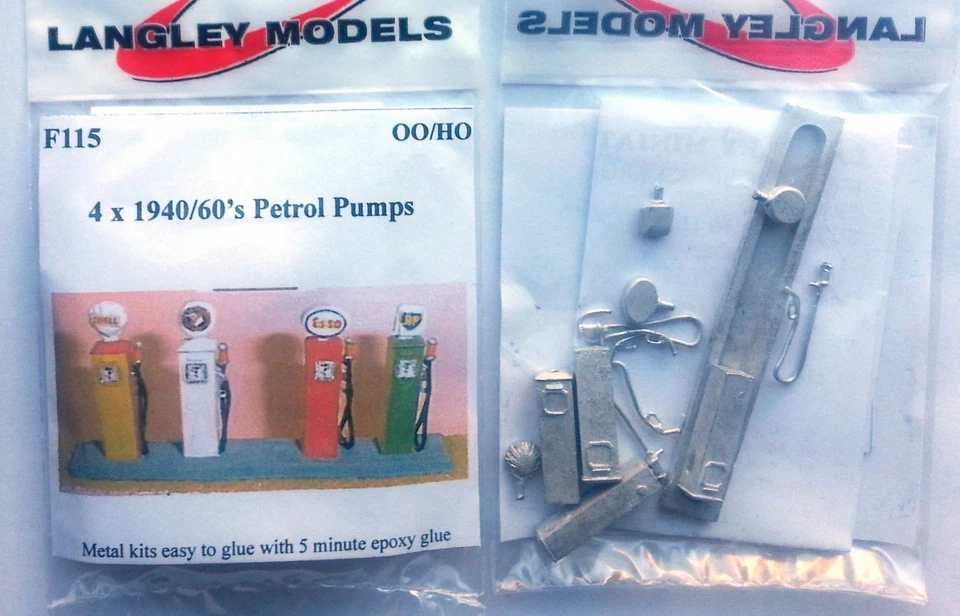 LANGLEY MODELS
F115
OO/HO
4 x 1940/60's Petrol Pumps
SHELL
Esso
BP
Metal kits easy to glue with 5 minute epoxy glue
LANGLEY MODELS